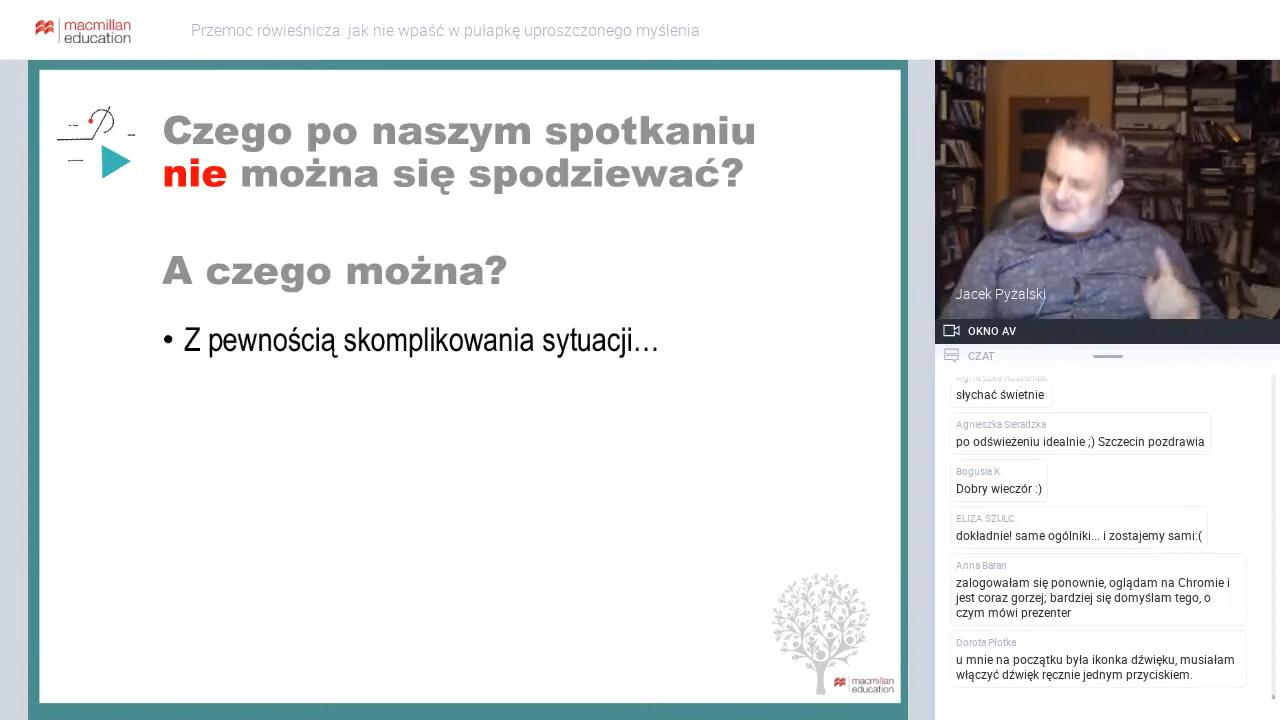 macmillan
education
Przemoc rówieśnicza: jak nie wpaść w pułapkę uproszczonego myślenia
Czego po naszym spotkaniu
nie można się spodziewać?
A czego można?
• Z pewnością skomplikowania sytuacji...
macmillan
education
Jacek Pyżalski
OKNO AV
CZAT
Agnieszka
słychać świetnie
Agnieszka Sieradzka
po odświeżeniu idealnie ;) Szczecin pozdrawia
Bogusia K.
Dobry wieczór :)
ELIZA SZULC
dokładnie! same ogólniki... i zostajemy sami:(
Anna Baran
zalogowałam się ponownie, oglądam na Chromie i
jest coraz gorzej; bardziej się domyślam tego, o
czym mówi prezenter
Dorota Płotka
u mnie na początku była ikonka dźwięku, musiałam
włączyć dźwięk ręcznie jednym przyciskiem.